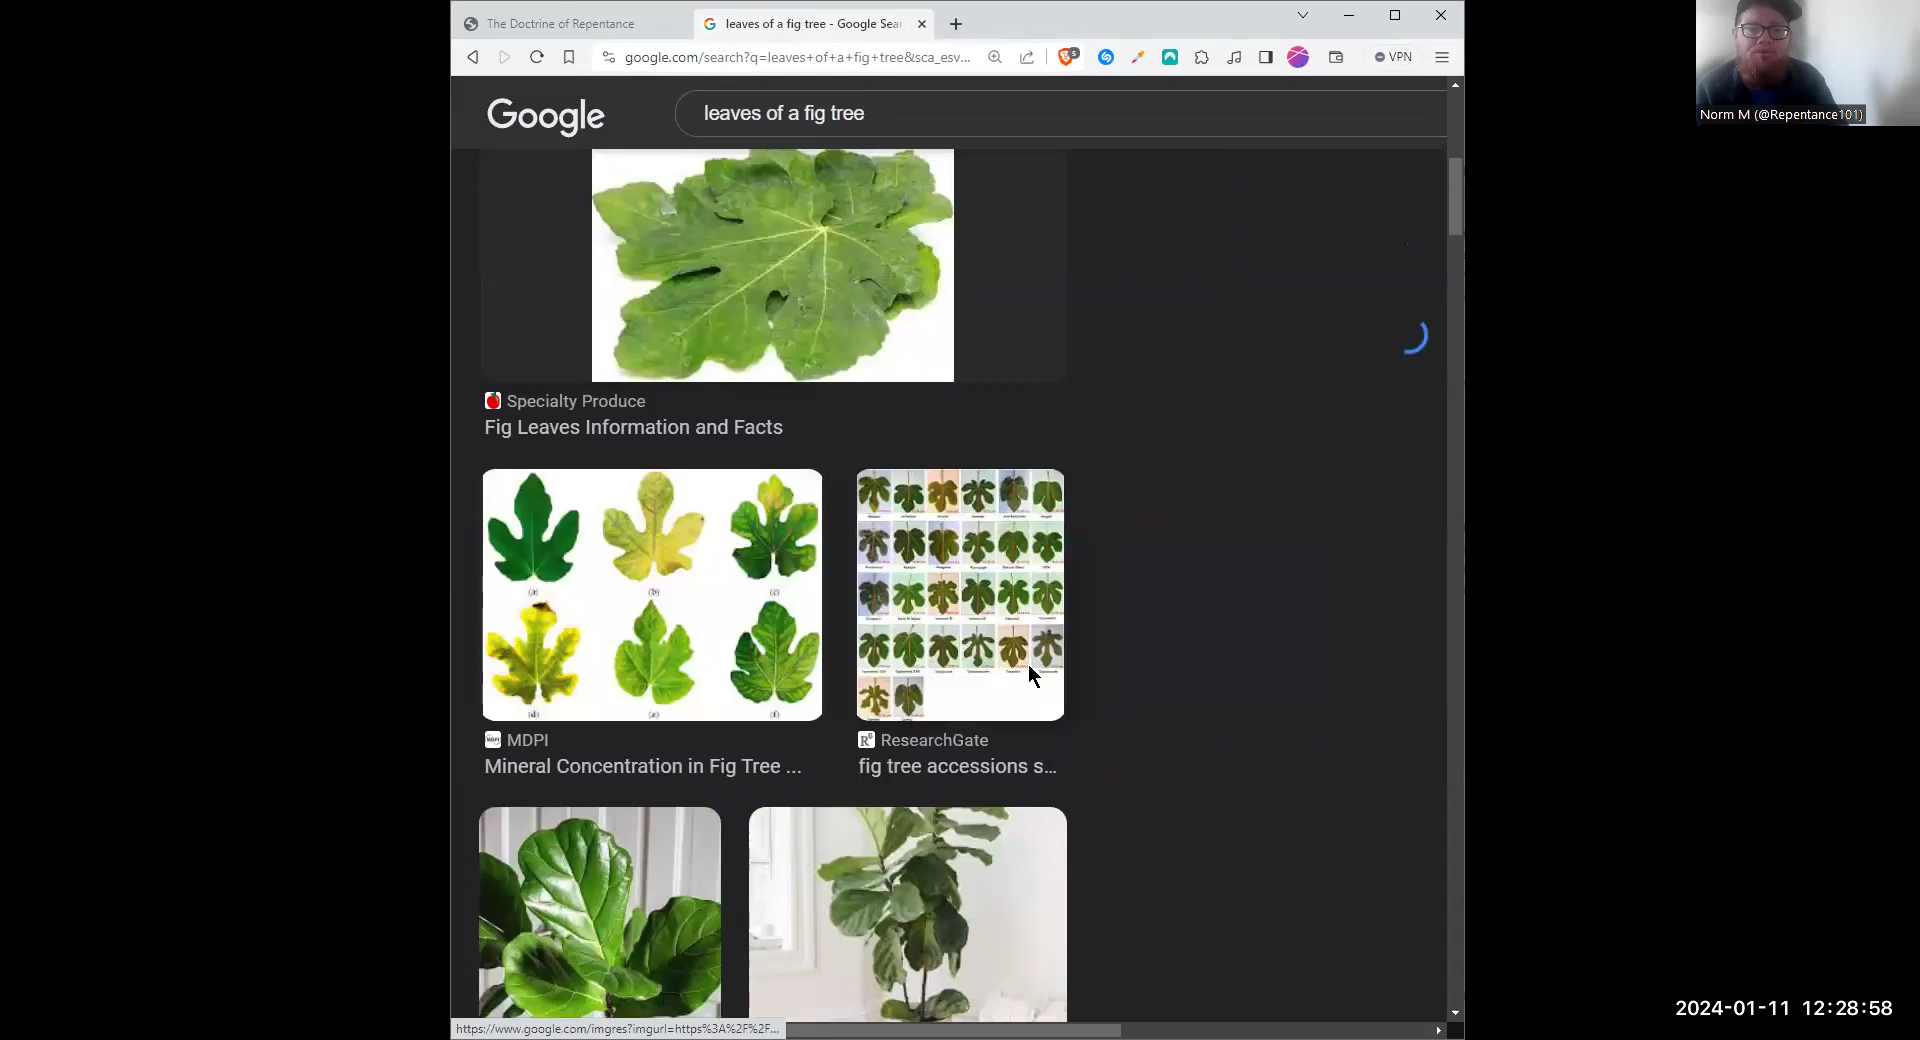 The Doctrine of Repentance
leaves of a fig tree - Google Sear
google.com/search?q=leaves+of+a+fig+tree&sca_esv...
5
VPN
Norm M (@Repentance101)
Google
leaves of a fig tree
Specialty Produce
Fig Leaves Information and Facts
(a) (b) (c)
(d) (e) (f)
MDPI
ResearchGate
Mineral Concentration in Fig Tree ...
fig tree accessions s...
2024-01-11 12:28:58
https://www.google.com/imgres?imgurl=https%3A%2F%2F...